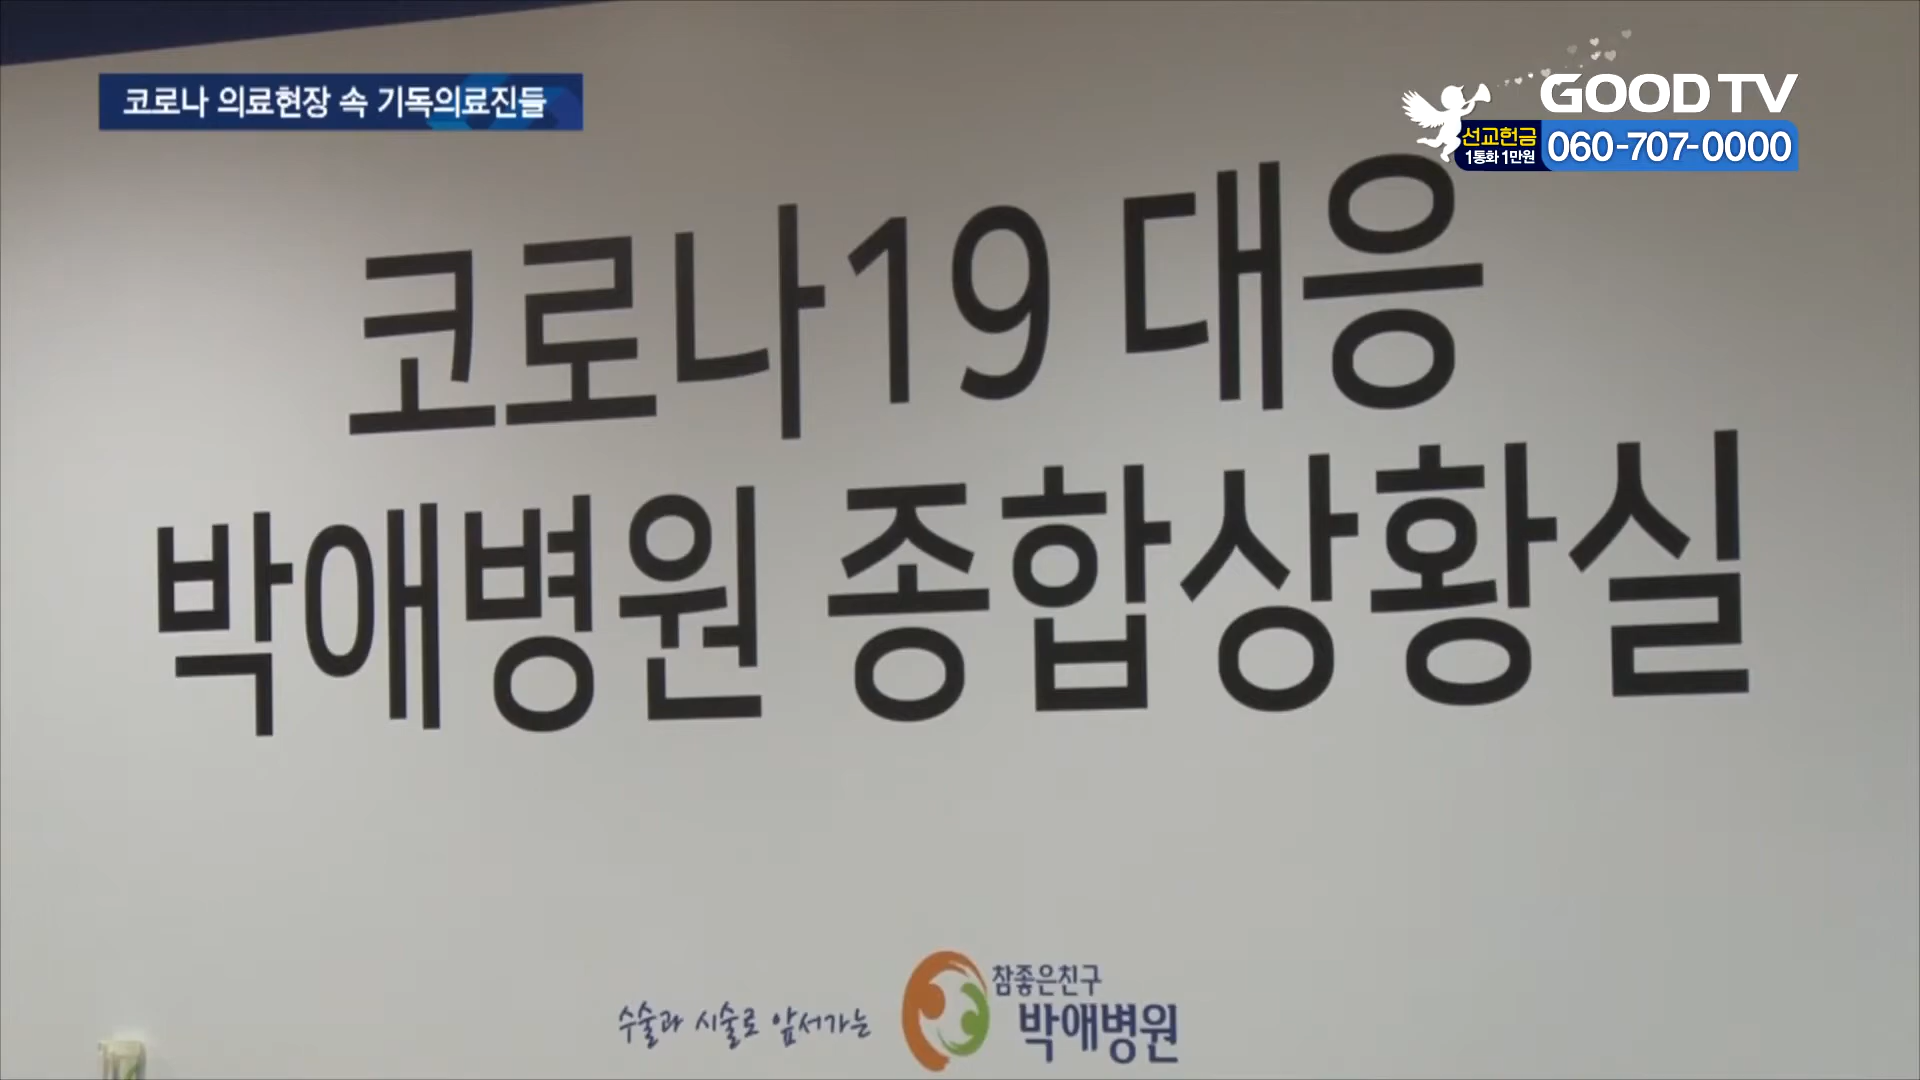 코로나 의료현장 속 기독의료진들
GOODTV
선교헌금
1통화 1만원
060-707-0000
코로나19 대응
박애병원 종합상황실
수술과 시술로 앞서가는
참좋은친구
박애병원